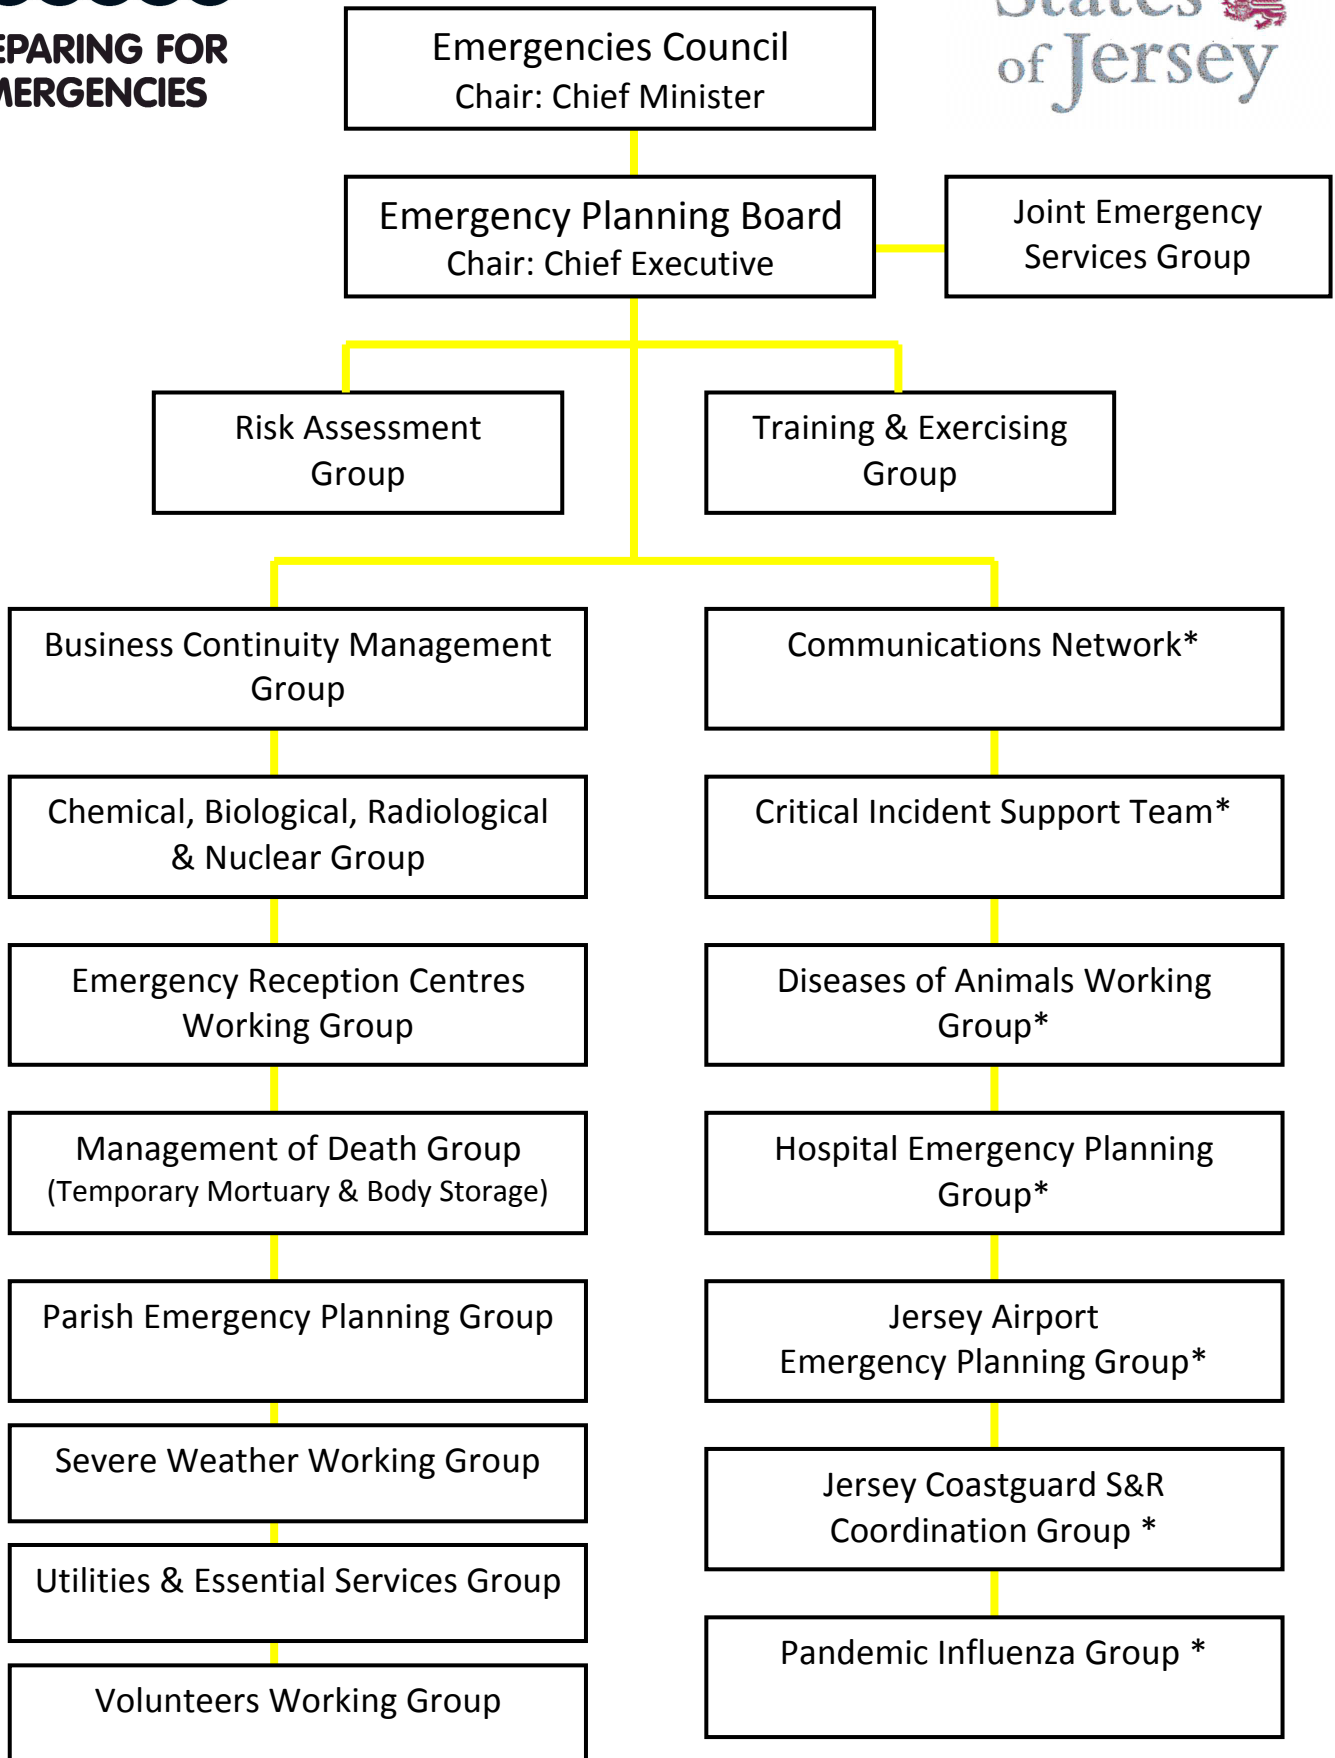 EPARING FOR
MERGENCIES
States
of Jersey
Emergencies Council
Chair: Chief Minister
Emergency Planning Board
Chair: Chief Executive
Joint Emergency
Services Group
Risk Assessment
Group
Training & Exercising
Group
Business Continuity Management
Group
Chemical, Biological, Radiological
& Nuclear Group
Emergency Reception Centres
Working Group
Management of Death Group
(Temporary Mortuary & Body Storage)
Parish Emergency Planning Group
Severe Weather Working Group
Utilities & Essential Services Group
Volunteers Working Group
Communications Network*
Critical Incident Support Team*
Diseases of Animals Working
Group*
Hospital Emergency Planning
Group*
Jersey Airport
Emergency Planning Group*
Jersey Coastguard S&R
Coordination Group *
Pandemic Influenza Group *